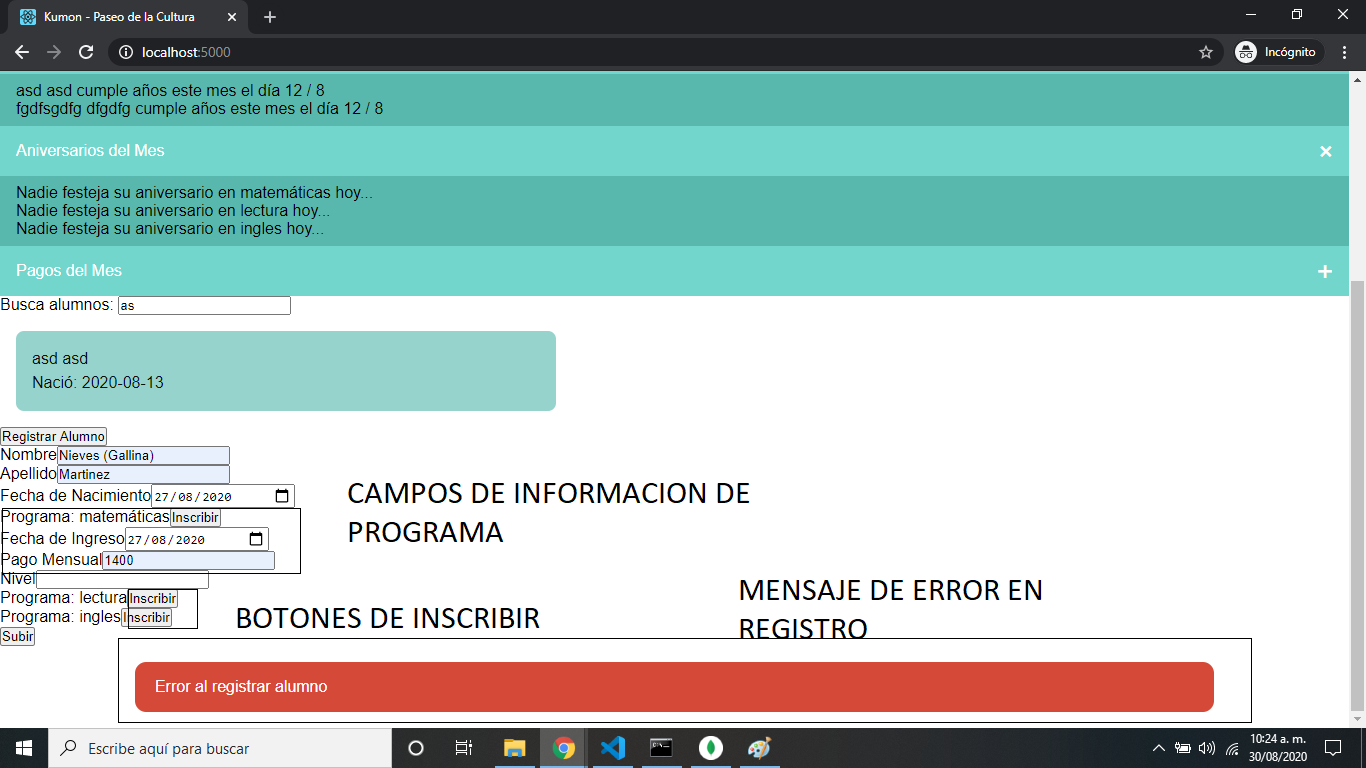 Kumon - Paseo de la Cultura
localhost:5000
Incógnito
asd asd cumple años este mes el día 12 / 8
fgdfsgdfg dfgdfg cumple años este mes el día 12 / 8
Aniversarios del Mes
Nadie festeja su aniversario en matemáticas hoy...
Nadie festeja su aniversario en lectura hoy...
Nadie festeja su aniversario en ingles hoy...
Pagos del Mes
Busca alumnos: as
asd asd
Nació: 2020-08-13
Registrar Alumno
Nombre Nieves (Gallina)
Apellido Martinez
Fecha de Nacimiento 27/08/2020
Programa: matemáticas Inscribir
Fecha de Ingreso 27/08/2020
Pago Mensual 1400
Nivel
Programa: lectura Inscribir
Programa: ingles Inscribir
Subir
CAMPOS DE INFORMACION DE
PROGRAMA
BOTONES DE INSCRIBIR
MENSAJE DE ERROR EN
REGISTRO
Error al registrar alumno
Escribe aquí para buscar
10:24 a. m.
30/08/2020